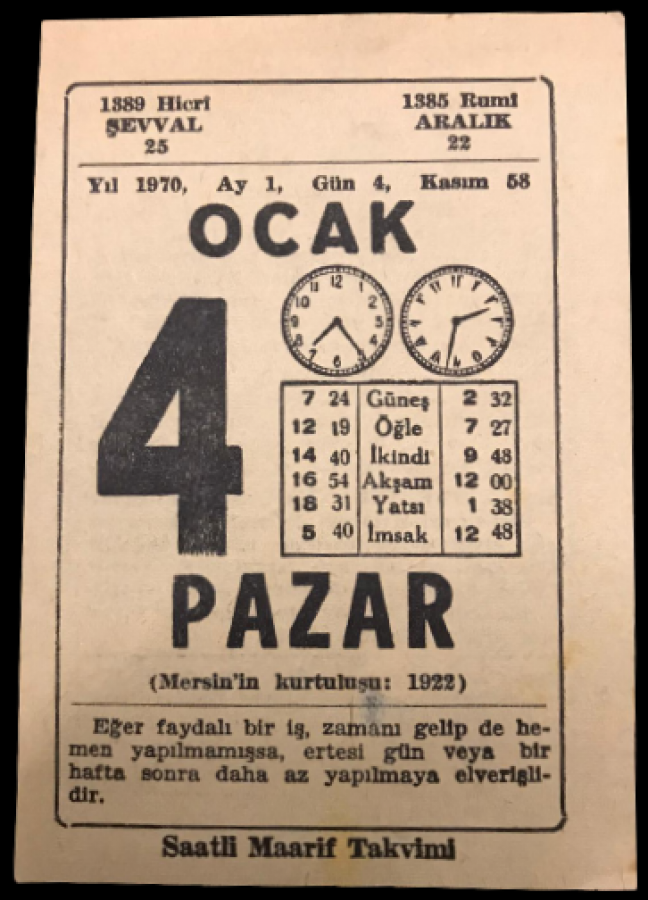 1389 Hicri
ŞEVVAL
25
1385 Rumi
ARALIK
22
Yıl 1970, Ay 1, Gün 4, Kasım 58
OCAK
4
7 24 Güneş 2 32
12 19 Öğle 7 27
14 40 İkindi 9 48
16 54 Akşam 12 00
18 31 Yatsı 1 38
5 40 İmsak 12 48
PAZAR
(Mersin'in kurtuluşu: 1922)
Eğer faydalı bir iş, zamanı gelip de he-
men yapılmamışsa, ertesi gün veya bir
hafta sonra daha az yapılmaya elverişli-
dir.
Saatli Maarif Takvimi